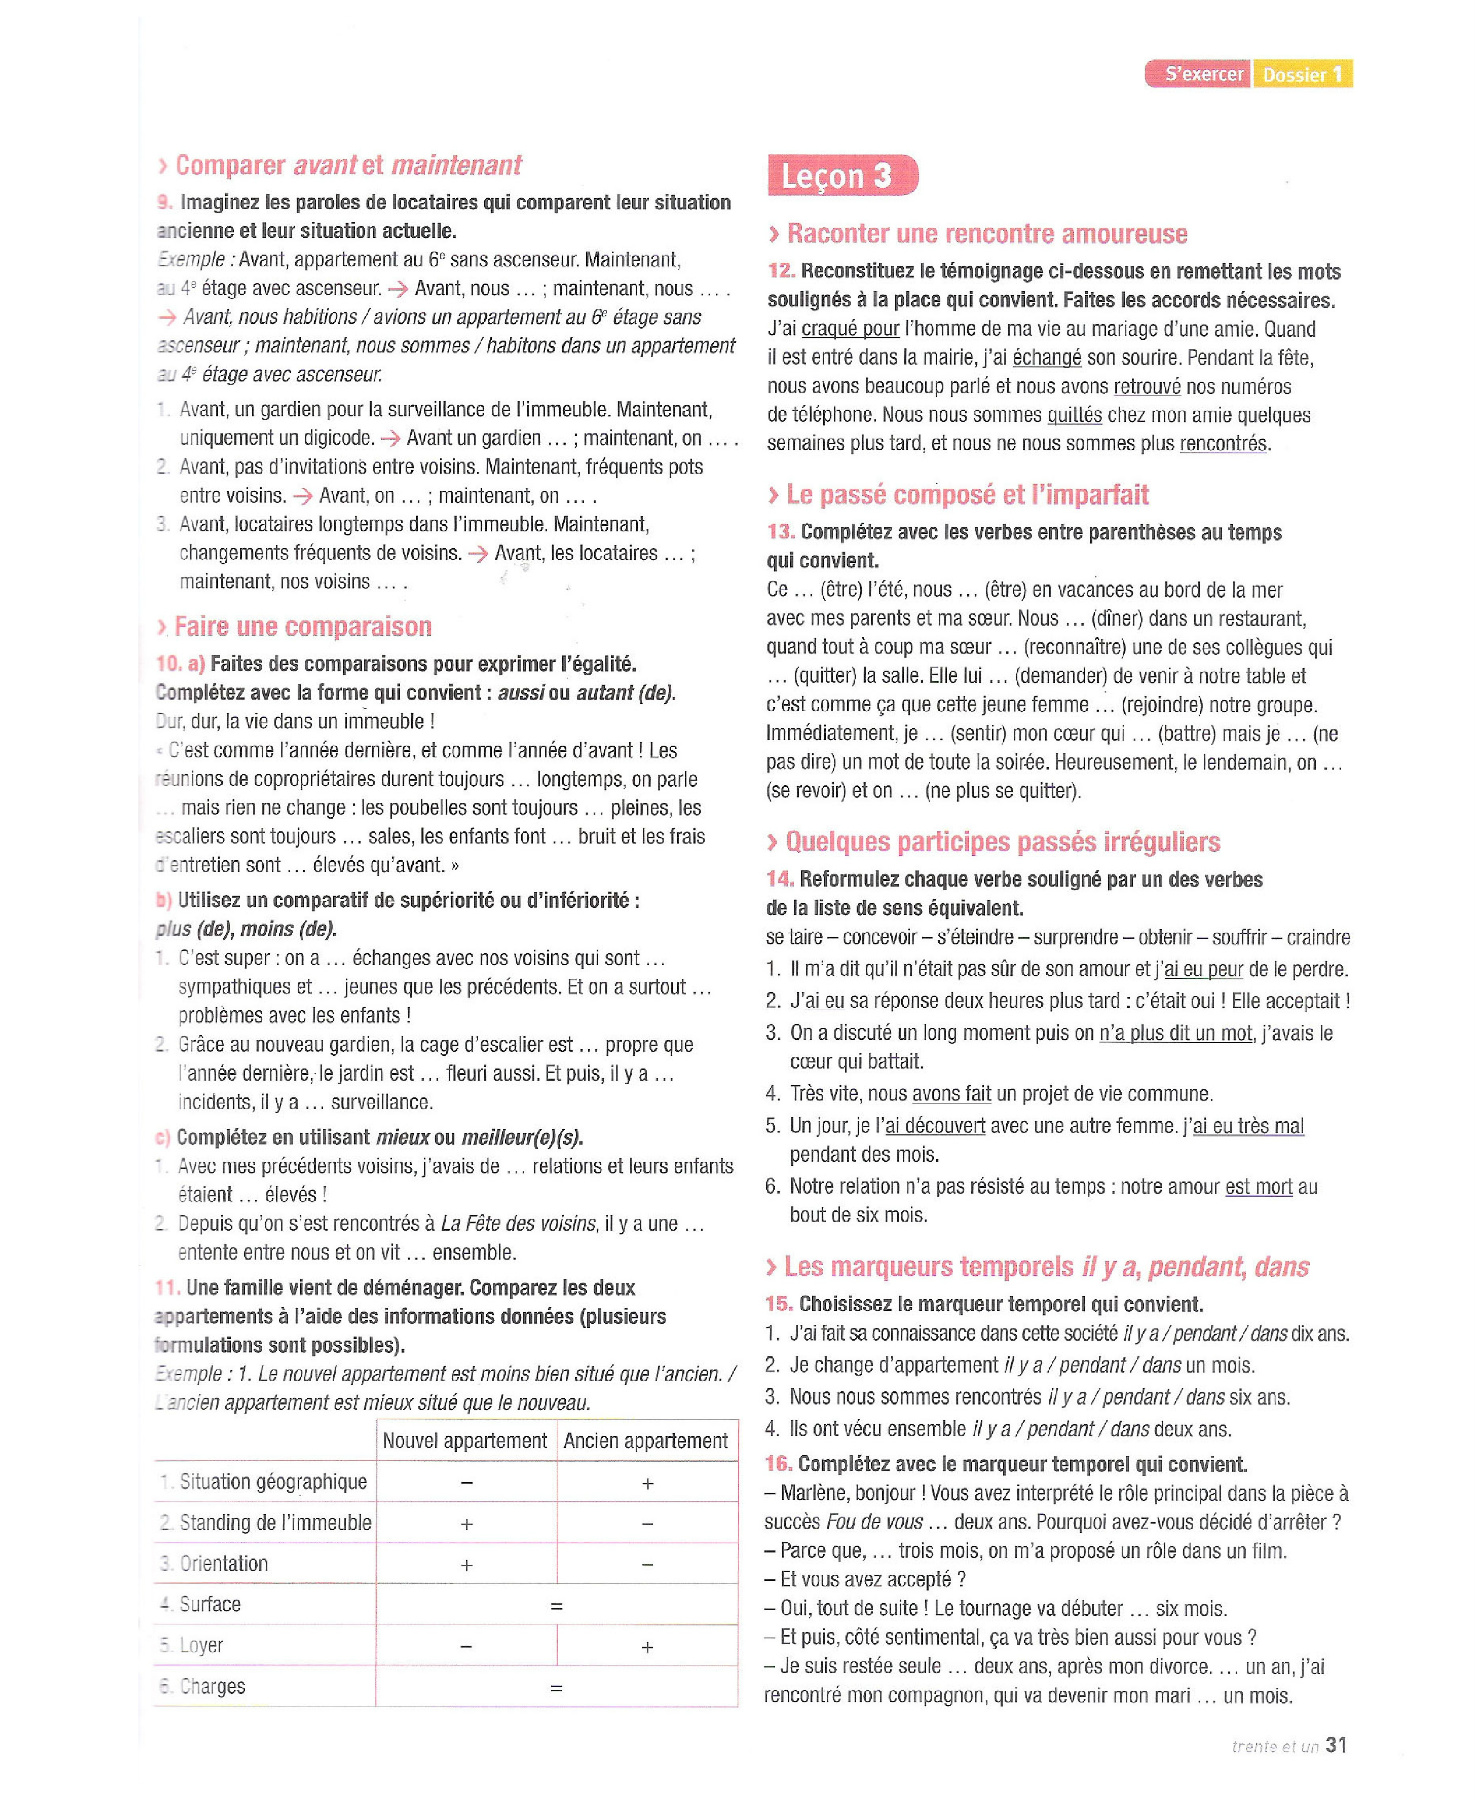 S'exercer Dossier 1
› Comparer avant et maintenant
9. Imaginez les paroles de locataires qui comparent leur situation
ancienne et leur situation actuelle.
Exemple : Avant, appartement au 6e sans ascenseur. Maintenant,
au 4e étage avec ascenseur. → Avant, nous ... ; maintenant, nous ... .
→ Avant, nous habitions / avions un appartement au 6e étage sans
ascenseur ; maintenant, nous sommes / habitons dans un appartement
au 4e étage avec ascenseur.
1. Avant, un gardien pour la surveillance de l'immeuble. Maintenant,
uniquement un digicode. → Avant un gardien ... ; maintenant, on ... .
2. Avant, pas d'invitations entre voisins. Maintenant, fréquents pots
entre voisins. → Avant, on ... ; maintenant, on ... .
3. Avant, locataires longtemps dans l'immeuble. Maintenant,
changements fréquents de voisins. → Avant, les locataires ... ;
maintenant, nos voisins ... .
› Faire une comparaison
10. a) Faites des comparaisons pour exprimer l'égalité.
Complétez avec la forme qui convient : aussi ou autant (de).
Dur, dur, la vie dans un immeuble !
« C'est comme l'année dernière, et comme l'année d'avant ! Les
réunions de copropriétaires durent toujours ... longtemps, on parle
... mais rien ne change : les poubelles sont toujours ... pleines, les
escaliers sont toujours ... sales, les enfants font ... bruit et les frais
d'entretien sont ... élevés qu'avant. »
b) Utilisez un comparatif de supériorité ou d'infériorité :
plus (de), moins (de).
1. C'est super : on a ... échanges avec nos voisins qui sont ...
sympathiques et ... jeunes que les précédents. Et on a surtout ...
problèmes avec les enfants !
2. Grâce au nouveau gardien, la cage d'escalier est ... propre que
l'année dernière, le jardin est ... fleuri aussi. Et puis, il y a ...
incidents, il y a ... surveillance.
c) Complétez en utilisant mieux ou meilleur(e)(s).
1. Avec mes précédents voisins, j'avais de ... relations et leurs enfants
étaient ... élevés !
2. Depuis qu'on s'est rencontrés à La Fête des voisins, il y a une ...
entente entre nous et on vit ... ensemble.
11. Une famille vient de déménager. Comparez les deux
appartements à l'aide des informations données (plusieurs
formulations sont possibles).
Exemple : 1. Le nouvel appartement est moins bien situé que l'ancien. /
L'ancien appartement est mieux situé que le nouveau.
Nouvel appartement Ancien appartement
1. Situation géographique – +
2. Standing de l'immeuble + –
3. Orientation + –
4. Surface =
5. Loyer – +
6. Charges =
Leçon 3
› Raconter une rencontre amoureuse
12. Reconstituez le témoignage ci-dessous en remettant les mots
soulignés à la place qui convient. Faites les accords nécessaires.
J'ai craqué pour l'homme de ma vie au mariage d'une amie. Quand
il est entré dans la mairie, j'ai échangé son sourire. Pendant la fête,
nous avons beaucoup parlé et nous avons retrouvé nos numéros
de téléphone. Nous nous sommes quittés chez mon amie quelques
semaines plus tard, et nous ne nous sommes plus rencontrés.
› Le passé composé et l'imparfait
13. Complétez avec les verbes entre parenthèses au temps
qui convient.
Ce ... (être) l'été, nous ... (être) en vacances au bord de la mer
avec mes parents et ma sœur. Nous ... (dîner) dans un restaurant,
quand tout à coup ma sœur ... (reconnaître) une de ses collègues qui
... (quitter) la salle. Elle lui ... (demander) de venir à notre table et
c'est comme ça que cette jeune femme ... (rejoindre) notre groupe.
Immédiatement, je ... (sentir) mon cœur qui ... (battre) mais je ... (ne
pas dire) un mot de toute la soirée. Heureusement, le lendemain, on ...
(se revoir) et on ... (ne plus se quitter).
› Quelques participes passés irréguliers
14. Reformulez chaque verbe souligné par un des verbes
de la liste de sens équivalent.
se taire – concevoir – s'éteindre – surprendre – obtenir – souffrir – craindre
1. Il m'a dit qu'il n'était pas sûr de son amour et j'ai eu peur de le perdre.
2. J'ai eu sa réponse deux heures plus tard : c'était oui ! Elle acceptait !
3. On a discuté un long moment puis on n'a plus dit un mot, j'avais le
cœur qui battait.
4. Très vite, nous avons fait un projet de vie commune.
5. Un jour, je l'ai découvert avec une autre femme. j'ai eu très mal
pendant des mois.
6. Notre relation n'a pas résisté au temps : notre amour est mort au
bout de six mois.
› Les marqueurs temporels il y a, pendant, dans
15. Choisissez le marqueur temporel qui convient.
1. J'ai fait sa connaissance dans cette société il y a / pendant / dans dix ans.
2. Je change d'appartement il y a / pendant / dans un mois.
3. Nous nous sommes rencontrés il y a / pendant / dans six ans.
4. Ils ont vécu ensemble il y a / pendant / dans deux ans.
16. Complétez avec le marqueur temporel qui convient.
– Marlène, bonjour ! Vous avez interprété le rôle principal dans la pièce à
succès Fou de vous ... deux ans. Pourquoi avez-vous décidé d'arrêter ?
– Parce que, ... trois mois, on m'a proposé un rôle dans un film.
– Et vous avez accepté ?
– Oui, tout de suite ! Le tournage va débuter ... six mois.
– Et puis, côté sentimental, ça va très bien aussi pour vous ?
– Je suis restée seule ... deux ans, après mon divorce. ... un an, j'ai
rencontré mon compagnon, qui va devenir mon mari ... un mois.
trente et un 31